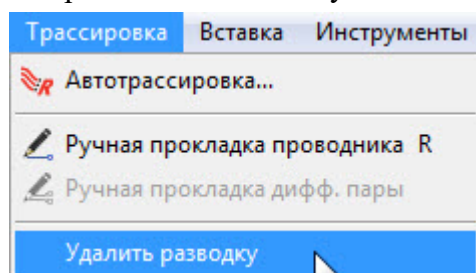 Трассировка Вставка Инструменты
Автотрассировка...
Ручная прокладка проводника R
Ручная прокладка дифф. пары
Удалить разводку